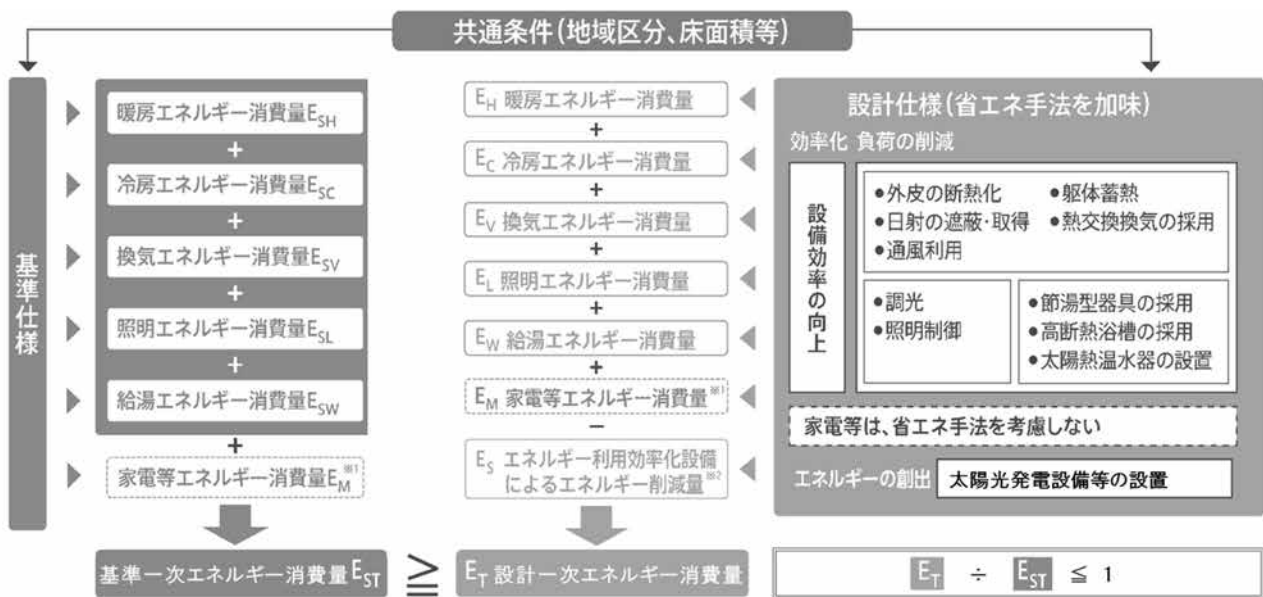 共通条件(地域区分、床面積等)
基準仕様
暖房エネルギー消費量ESH
+
冷房エネルギー消費量ESC
+
換気エネルギー消費量ESV
+
照明エネルギー消費量ESL
+
給湯エネルギー消費量ESW
+
家電等エネルギー消費量EM※1
基準一次エネルギー消費量EST
≧
EH 暖房エネルギー消費量
+
EC 冷房エネルギー消費量
+
EV 換気エネルギー消費量
+
EL 照明エネルギー消費量
+
EW 給湯エネルギー消費量
+
EM 家電等エネルギー消費量※1
−
ES エネルギー利用効率化設備
によるエネルギー削減量※2
ET 設計一次エネルギー消費量
設計仕様(省エネ手法を加味)
効率化 負荷の削減
設備効率の向上
●外皮の断熱化 ●躯体蓄熱
●日射の遮蔽・取得 ●熱交換換気の採用
●通風利用
●調光
●照明制御
●節湯型器具の採用
●高断熱浴槽の採用
●太陽熱温水器の設置
家電等は、省エネ手法を考慮しない
エネルギーの創出 太陽光発電設備等の設置
ET ÷ EST ≦ 1